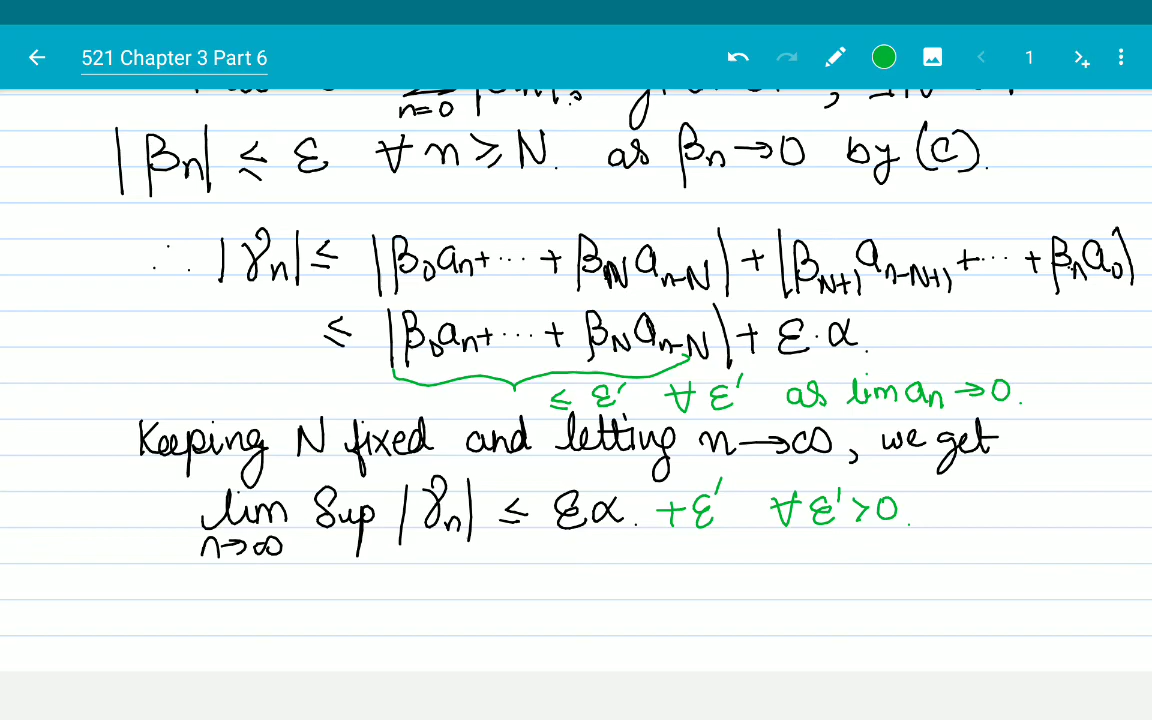 521 Chapter 3 Part 6
1
n=0
|βn| ≤ ε ∀ n ≥ N. as βn → 0 by (C).
∴ |γn| ≤ |β0an+ ··· + βN an-N| + |βN+1 an-N+1 + ··· + βn a0|
≤ |β0an+ ··· + βN an-N| + ε·α.
≤ ε′ ∀ ε′ as lim an → 0.
Keeping N fixed and letting n → ∞, we get
lim Sup |γn| ≤ εα. + ε′ ∀ ε′ > 0.
n→∞